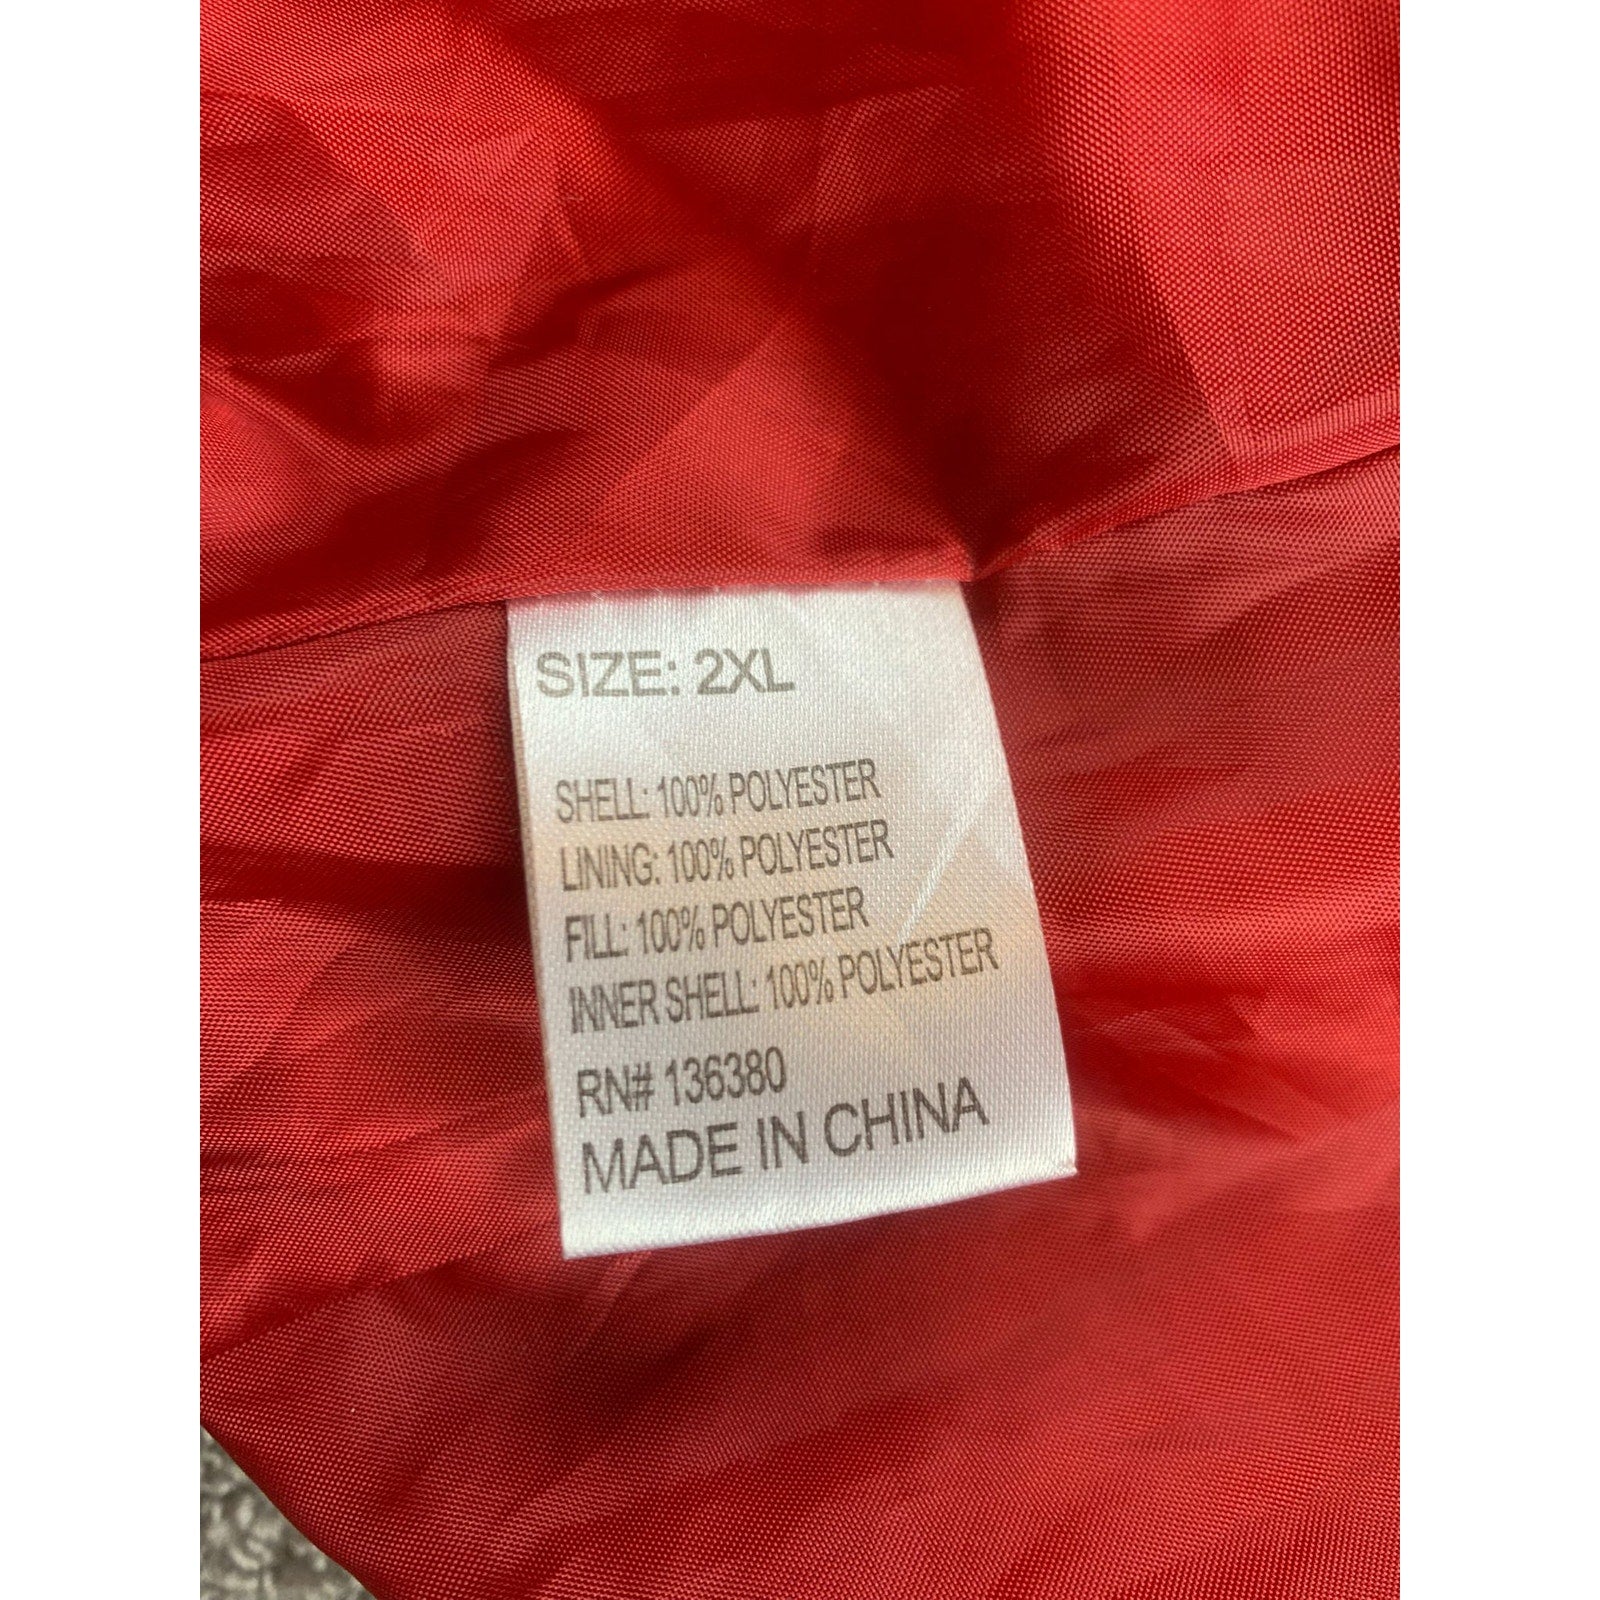 SIZE: 2XL
SHELL: 100% POLYESTER
LINING: 100% POLYESTER
FILL: 100% POLYESTER
INNER SHELL: 100% POLYESTER
RN# 136380
MADE IN CHINA